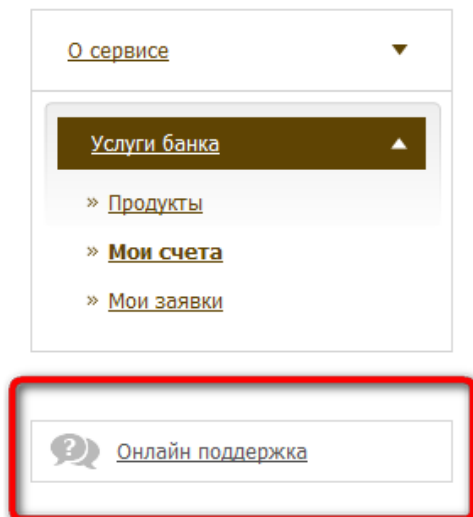 О сервисе
Услуги банка
» Продукты
» Мои счета
» Мои заявки
? Онлайн поддержка